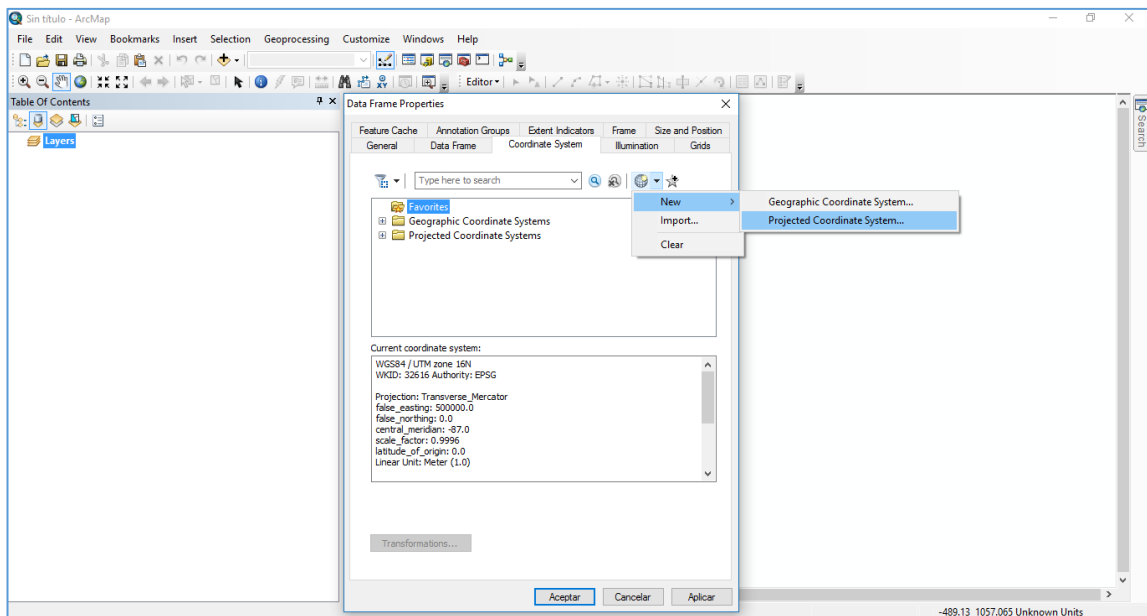 Sin título - ArcMap
File Edit View Bookmarks Insert Selection Geoprocessing Customize Windows Help
Editor
Table Of Contents
Layers
Data Frame Properties
Feature Cache Annotation Groups Extent Indicators Frame Size and Position
General Data Frame Coordinate System Illumination Grids
Type here to search
Favorites
Geographic Coordinate Systems
Projected Coordinate Systems
New
Import...
Clear
Geographic Coordinate System...
Projected Coordinate System...
Current coordinate system:
WGS84 / UTM zone 16N
WKID: 32616 Authority: EPSG
Projection: Transverse_Mercator
false_easting: 500000.0
false_northing: 0.0
central_meridian: -87.0
scale_factor: 0.9996
latitude_of_origin: 0.0
Linear Unit: Meter (1.0)
Transformations...
Aceptar Cancelar Aplicar
Search
-489.13 1057.065 Unknown Units